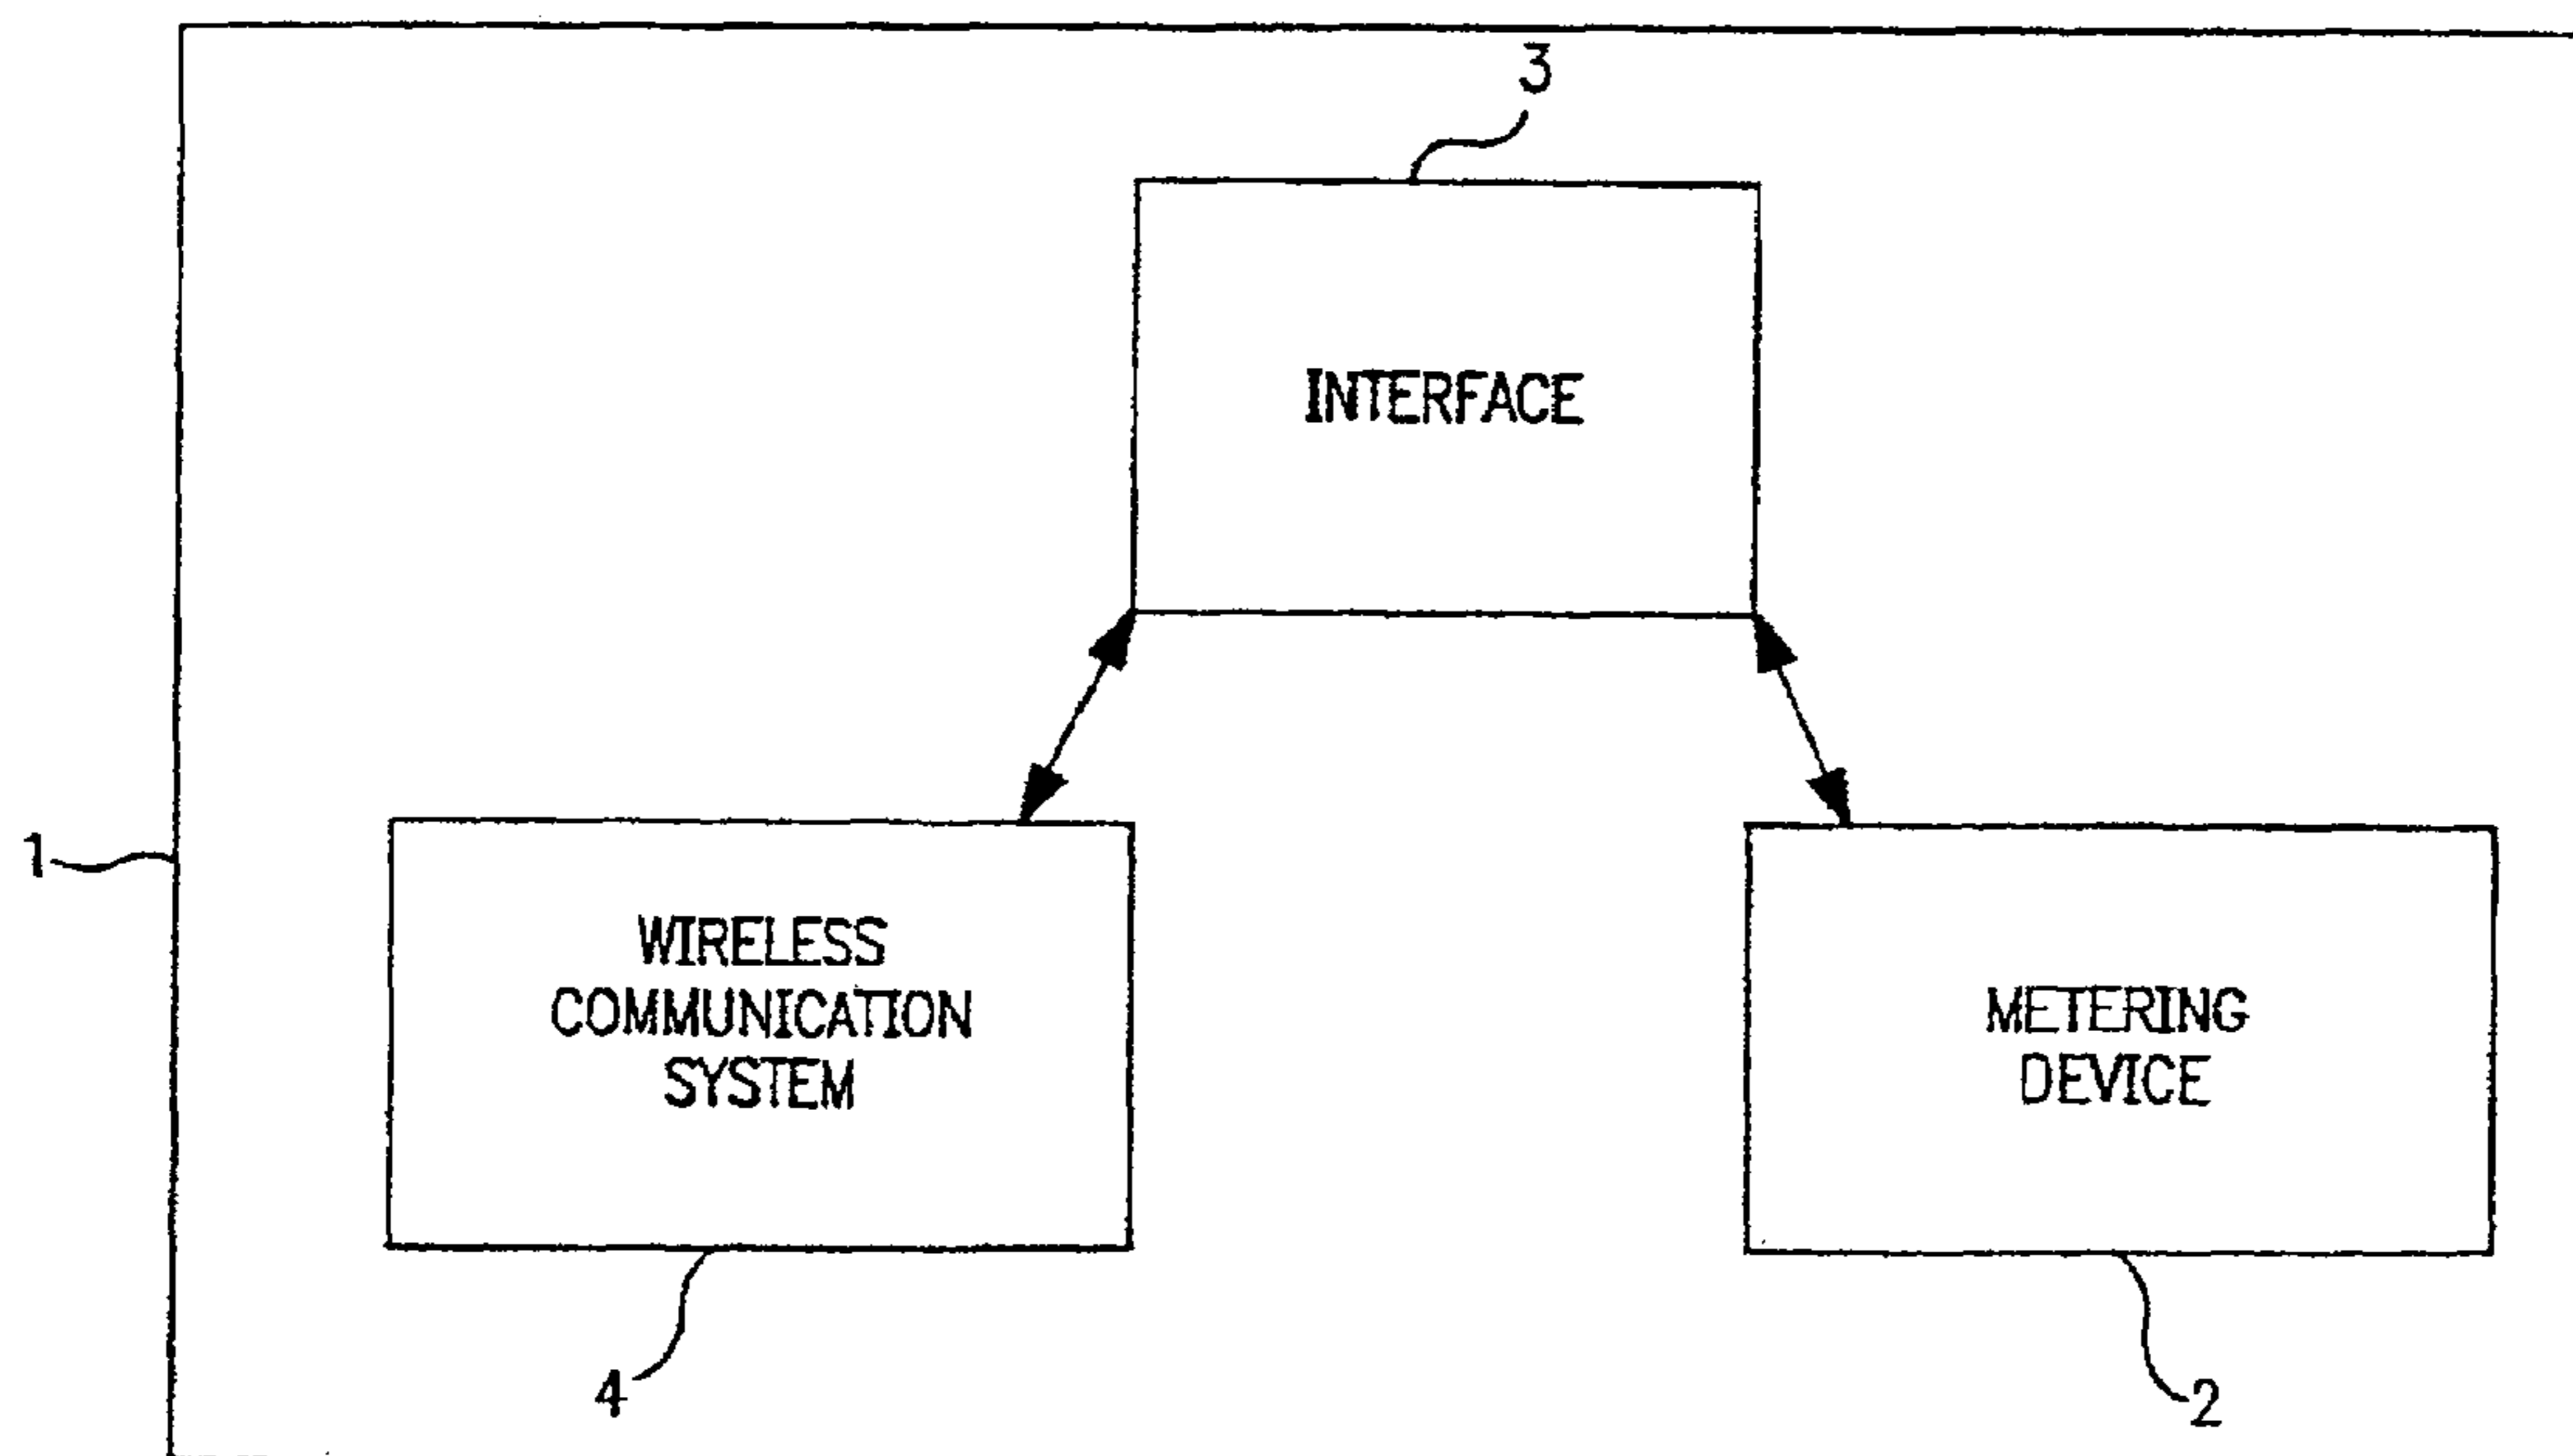 3
INTERFACE
1
WIRELESS
COMMUNICATION
SYSTEM
METERING
DEVICE
4
2